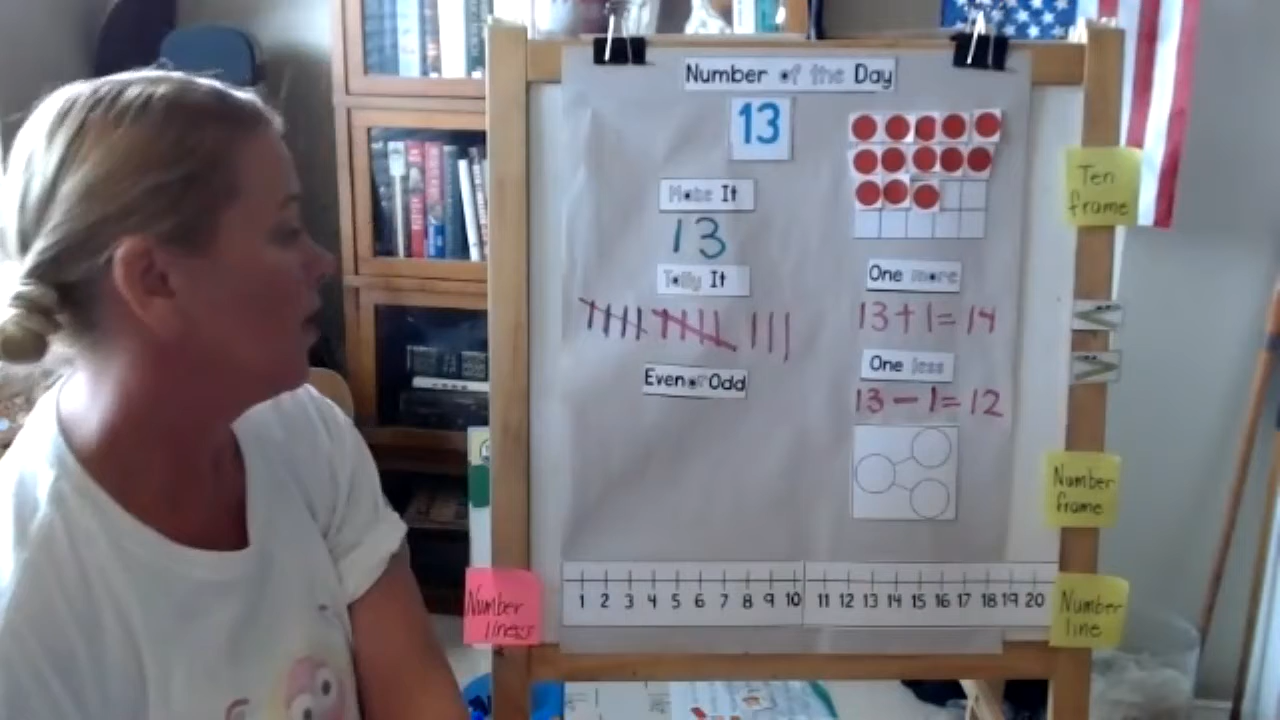 Number of the Day
13
Make It
13
Tally It
Even or Odd
One more
13+1=14
One less
13-1=12
1 2 3 4 5 6 7 8 9 10 11 12 13 14 15 16 17 18 19 20
Ten
frame
Number
frame
Number
line
Number